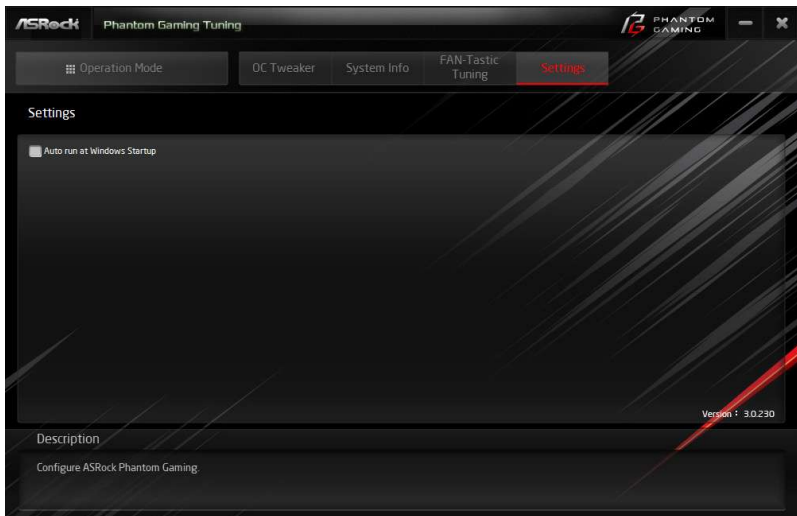 ASRock Phantom Gaming Tuning PHANTOM GAMING
Operation Mode OC Tweaker System Info FAN-Tastic Tuning Settings
Settings
Auto run at Windows Startup
Version : 3.0.230
Description
Configure ASRock Phantom Gaming.